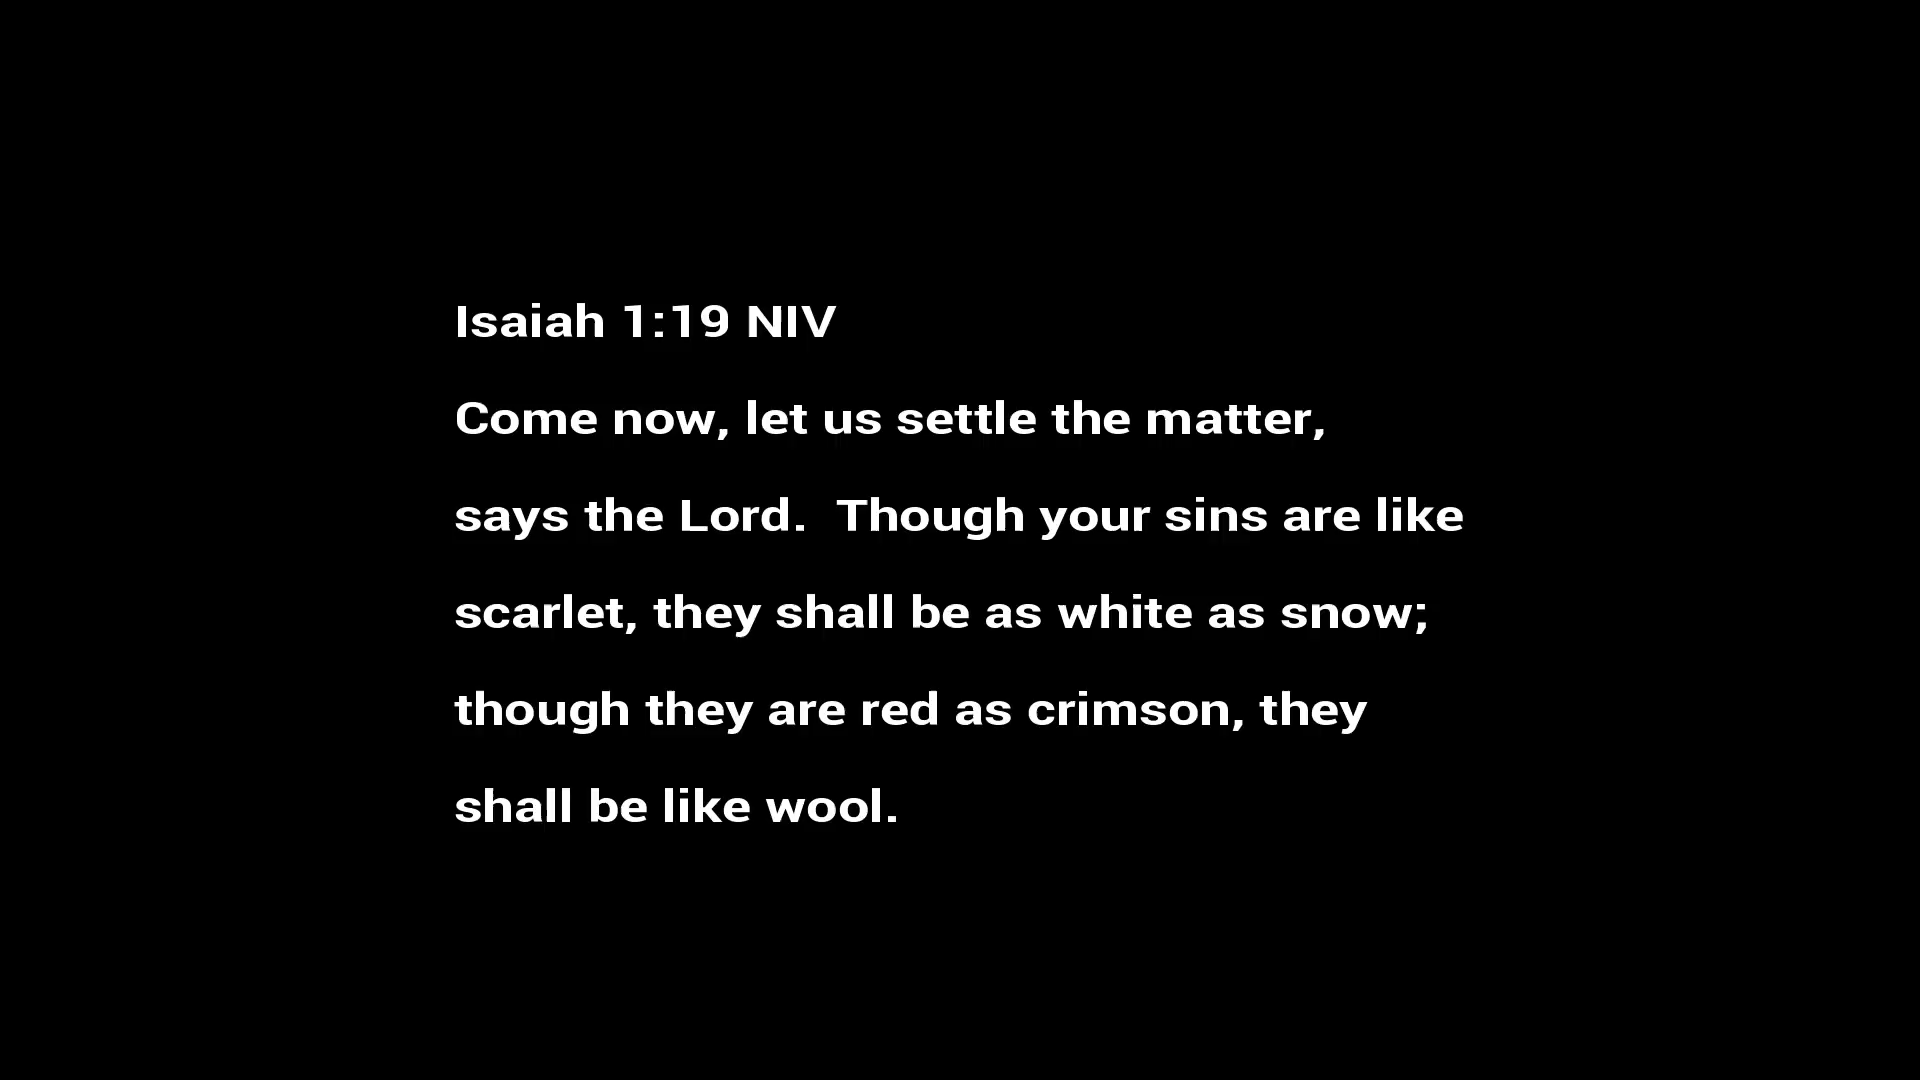 Isaiah 1:19 NIV
Come now, let us settle the matter,
says the Lord.  Though your sins are like
scarlet, they shall be as white as snow;
though they are red as crimson, they
shall be like wool.